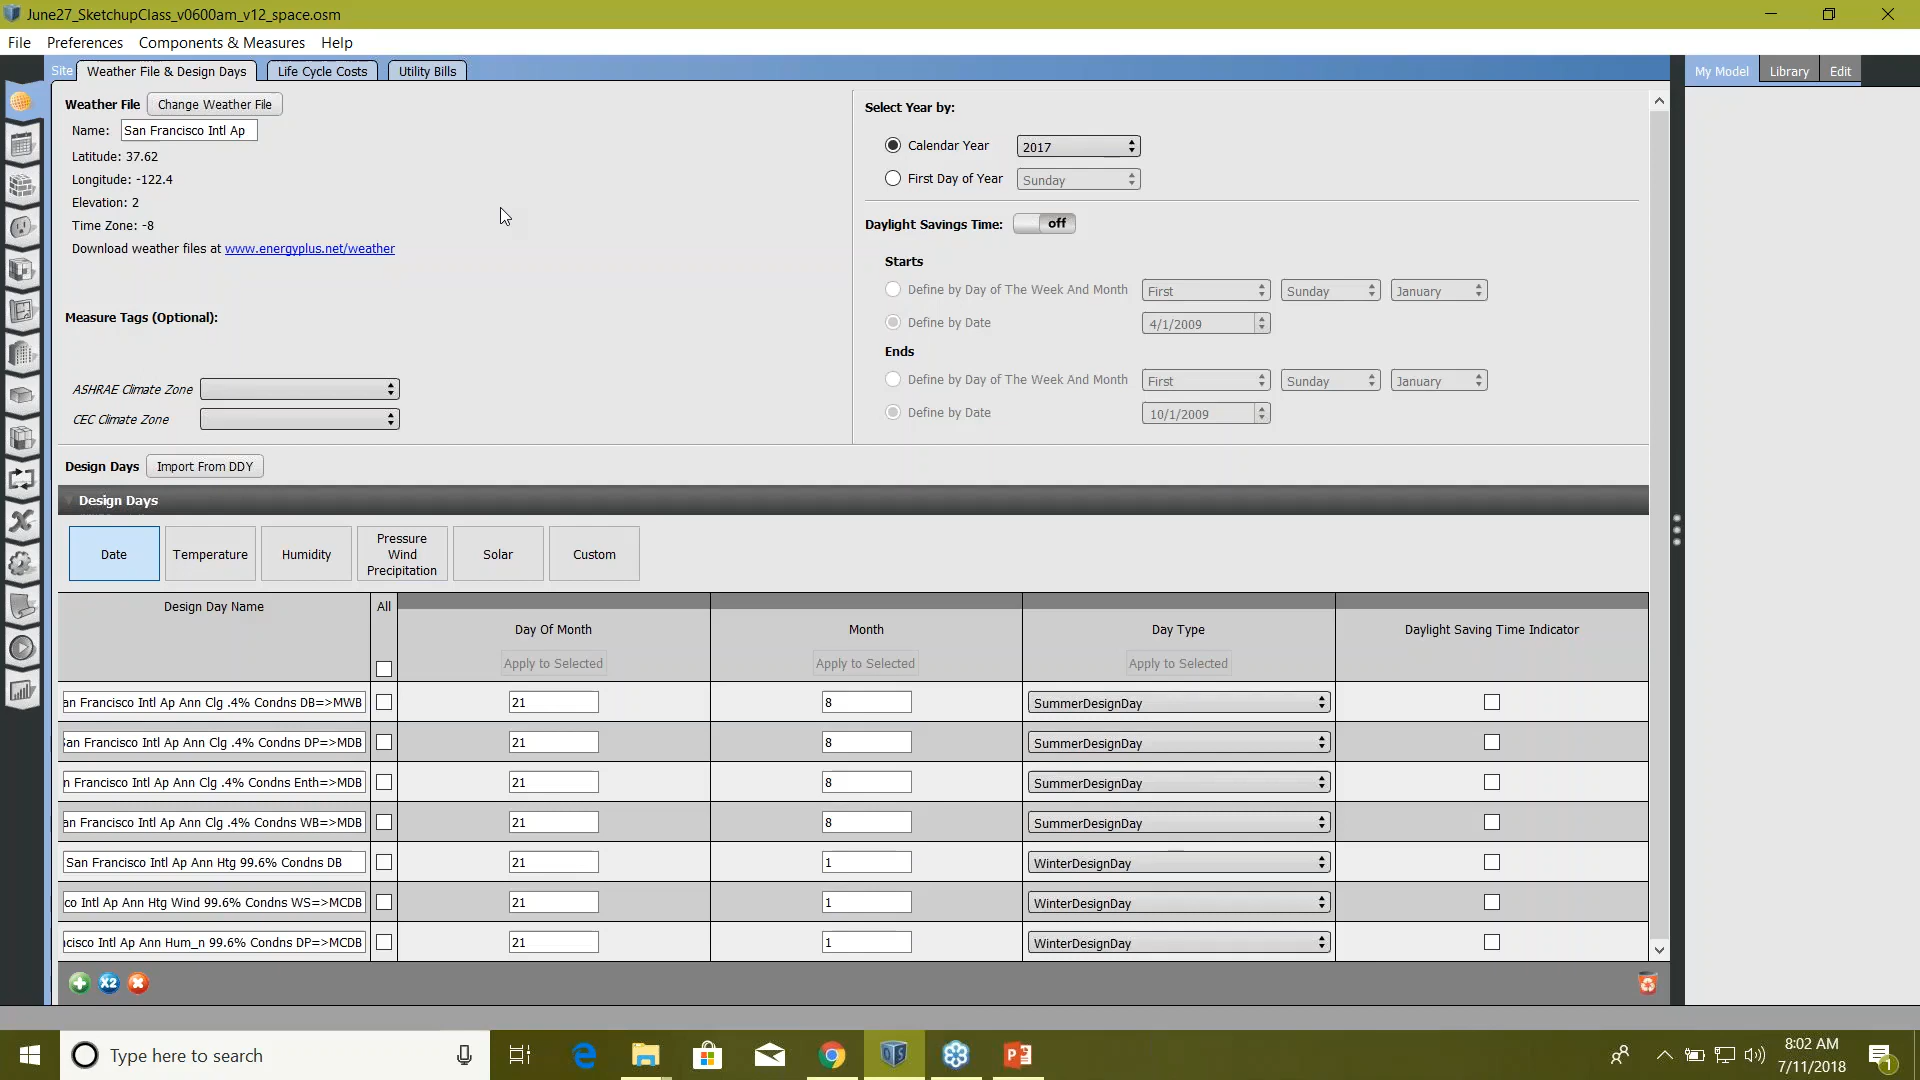 June27_SketchupClass_v0600am_v12_space.osm
File Preferences Components & Measures Help
Site Weather File & Design Days Life Cycle Costs Utility Bills
My Model Library Edit
Weather File Change Weather File
Name: San Francisco Intl Ap
Latitude: 37.62
Longitude: -122.4
Elevation: 2
Time Zone: -8
Download weather files at www.energyplus.net/weather
Measure Tags (Optional):
ASHRAE Climate Zone
CEC Climate Zone
Select Year by:
Calendar Year 2017
First Day of Year Sunday
Daylight Savings Time: off
Starts
Define by Day of The Week And Month First Sunday January
Define by Date 4/1/2009
Ends
Define by Day of The Week And Month First Sunday January
Define by Date 10/1/2009
Design Days Import From DDY
Design Days
Date Temperature Humidity Pressure Wind Precipitation Solar Custom
Design Day Name All Day Of Month Month Day Type Daylight Saving Time Indicator
Apply to Selected Apply to Selected Apply to Selected
an Francisco Intl Ap Ann Clg .4% Condns DB=>MWB 21 8 SummerDesignDay
San Francisco Intl Ap Ann Clg .4% Condns DP=>MDB 21 8 SummerDesignDay
n Francisco Intl Ap Ann Clg .4% Condns Enth=>MDB 21 8 SummerDesignDay
an Francisco Intl Ap Ann Clg .4% Condns WB=>MDB 21 8 SummerDesignDay
San Francisco Intl Ap Ann Htg 99.6% Condns DB 21 1 WinterDesignDay
co Intl Ap Ann Htg Wind 99.6% Condns WS=>MCDB 21 1 WinterDesignDay
ncisco Intl Ap Ann Hum_n 99.6% Condns DP=>MCDB 21 1 WinterDesignDay
X2
Type here to search
8:02 AM
7/11/2018
1